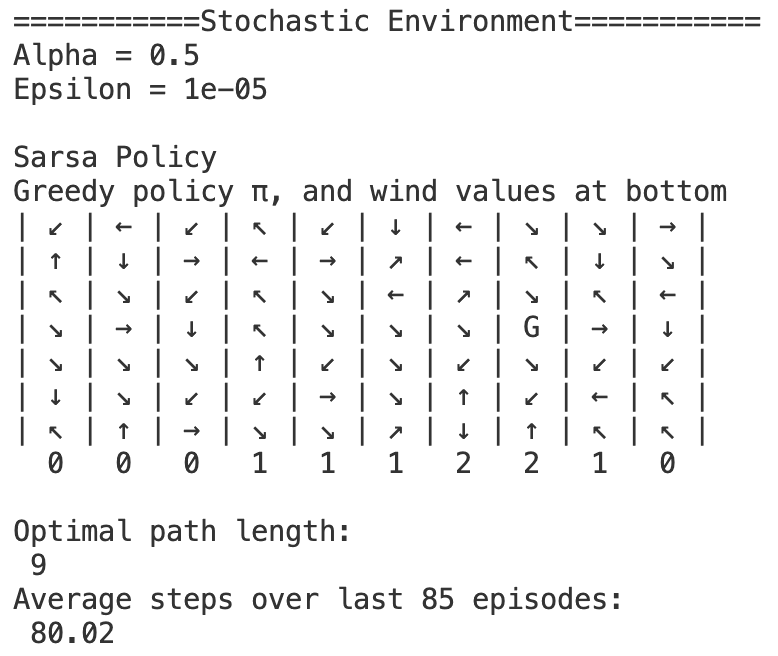 ===========Stochastic Environment===========
Alpha = 0.5
Epsilon = 1e-05
Sarsa Policy
Greedy policy π, and wind values at bottom
| ↙ | ← | ↙ | ↖ | ↙ | ↓ | ← | ↘ | ↘ | → |
| ↑ | ↓ | → | ← | → | ↗ | ← | ↖ | ↓ | ↘ |
| ↖ | ↘ | ↙ | ↖ | ↘ | ← | ↗ | ↘ | ↖ | ← |
| ↘ | → | ↓ | ↖ | ↘ | ↘ | ↘ | G | → | ↓ |
| ↘ | ↘ | ↘ | ↑ | ↙ | ↘ | ↙ | ↘ | ↙ | ↙ |
| ↓ | ↘ | ↙ | ↙ | → | ↘ | ↑ | ↙ | ← | ↖ |
| ↖ | ↑ | → | ↘ | ↘ | ↗ | ↓ | ↑ | ↖ | ↖ |
0 0 0 1 1 1 2 2 1 0
Optimal path length:
9
Average steps over last 85 episodes:
80.02